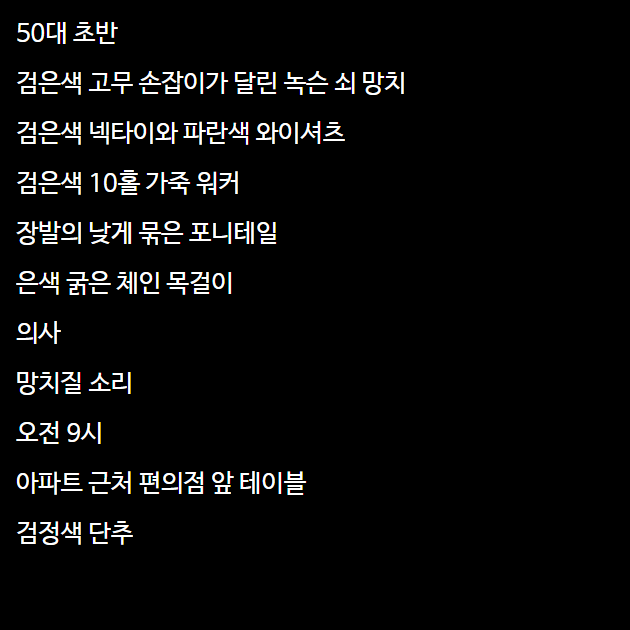 50대 초반
검은색 고무 손잡이가 달린 녹슨 쇠 망치
검은색 넥타이와 파란색 와이셔츠
검은색 10홀 가죽 워커
장발의 낮게 묶은 포니테일
은색 굵은 체인 목걸이
의사
망치질 소리
오전 9시
아파트 근처 편의점 앞 테이블
검정색 단추